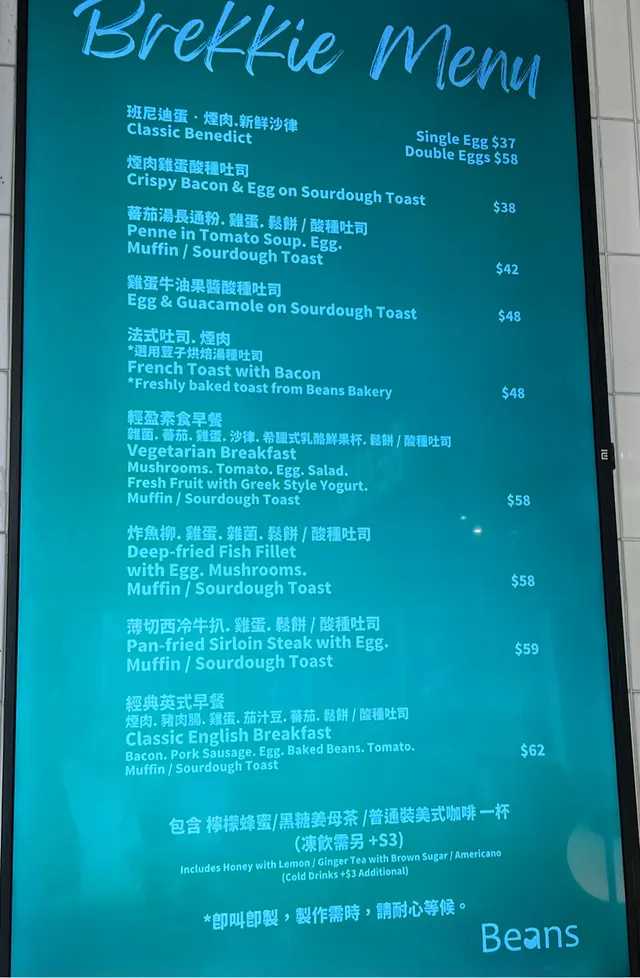 Brekkie Menu
班尼迪蛋・煙肉.新鮮沙律
Classic Benedict
Single Egg $37
Double Eggs $58
煙肉雞蛋酸種吐司
Crispy Bacon & Egg on Sourdough Toast
$38
蕃茄湯長通粉. 雞蛋. 鬆餅 / 酸種吐司
Penne in Tomato Soup. Egg.
Muffin / Sourdough Toast
$42
雞蛋牛油果醬酸種吐司
Egg & Guacamole on Sourdough Toast
$48
法式吐司. 煙肉
*選用荳子烘焙湯種吐司
French Toast with Bacon
*Freshly baked toast from Beans Bakery
$48
輕盈素食早餐
雜菌. 蕃茄. 雞蛋. 沙律. 希臘式乳酪鮮果杯. 鬆餅 / 酸種吐司
Vegetarian Breakfast
Mushrooms. Tomato. Egg. Salad.
Fresh Fruit with Greek Style Yogurt.
Muffin / Sourdough Toast
$58
炸魚柳. 雞蛋. 雜菌. 鬆餅 / 酸種吐司
Deep-fried Fish Fillet
with Egg. Mushrooms.
Muffin / Sourdough Toast
$58
薄切西冷牛扒. 雞蛋. 鬆餅 / 酸種吐司
Pan-fried Sirloin Steak with Egg.
Muffin / Sourdough Toast
$59
經典英式早餐
煙肉. 豬肉腸. 雞蛋. 茄汁豆. 蕃茄. 鬆餅 / 酸種吐司
Classic English Breakfast
Bacon. Pork Sausage. Egg. Baked Beans. Tomato.
Muffin / Sourdough Toast
$62
包含 檸檬蜂蜜/黑糖姜母茶 /普通裝美式咖啡 一杯
(凍飲需另 +S3)
Includes Honey with Lemon / Ginger Tea with Brown Sugar / Americano
(Cold Drinks +$3 Additional)
*即叫即製，製作需時，請耐心等候。
Beans